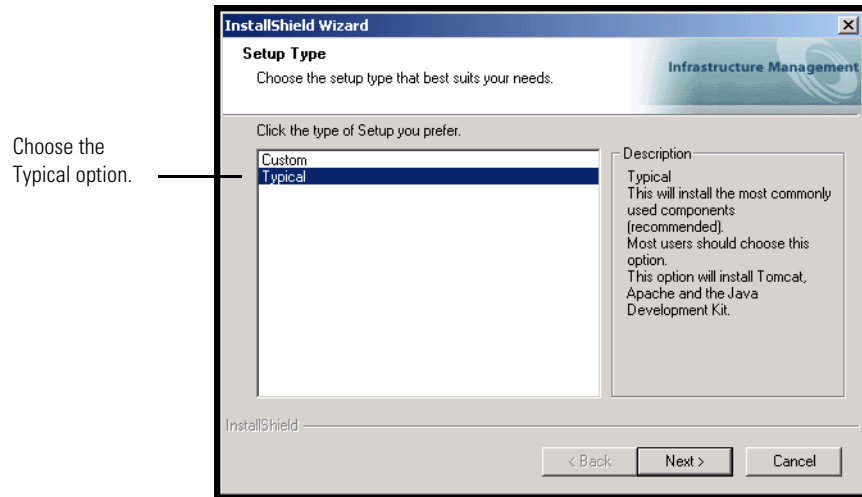 InstallShield Wizard
Setup Type
Choose the setup type that best suits your needs.
Infrastructure Management
Choose the
Typical option.
Click the type of Setup you prefer.
Custom
Typical
Description
Typical
This will install the most commonly
used components
(recommended).
Most users should choose this
option.
This option will install Tomcat,
Apache and the Java
Development Kit.
InstallShield
< Back
Next >
Cancel